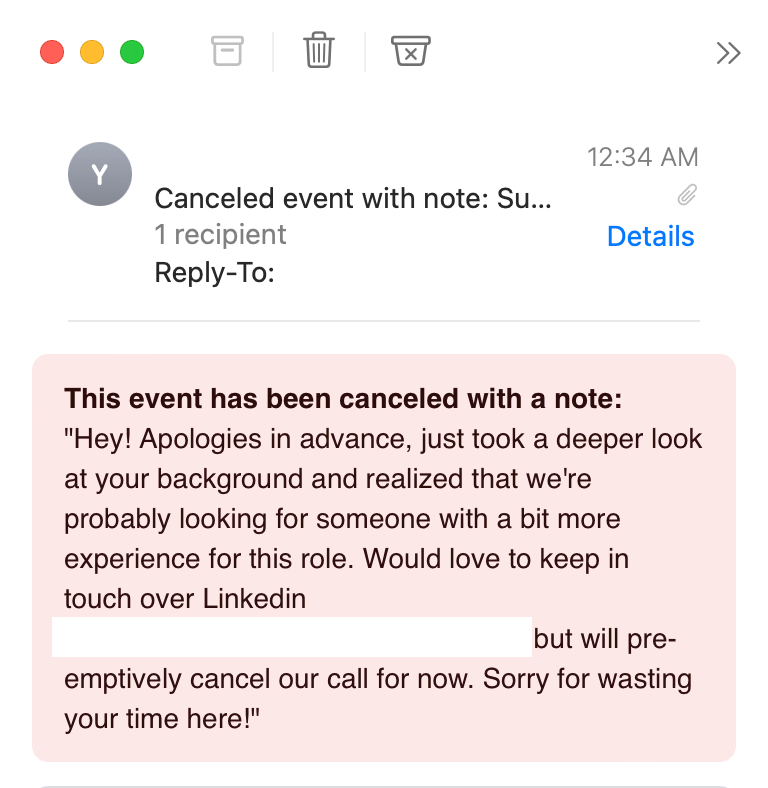 Y
12:34 AM
Canceled event with note: Su...
1 recipient
Details
Reply-To:
This event has been canceled with a note:
"Hey! Apologies in advance, just took a deeper look
at your background and realized that we're
probably looking for someone with a bit more
experience for this role. Would love to keep in
touch over Linkedin
but will pre-
emptively cancel our call for now. Sorry for wasting
your time here!"